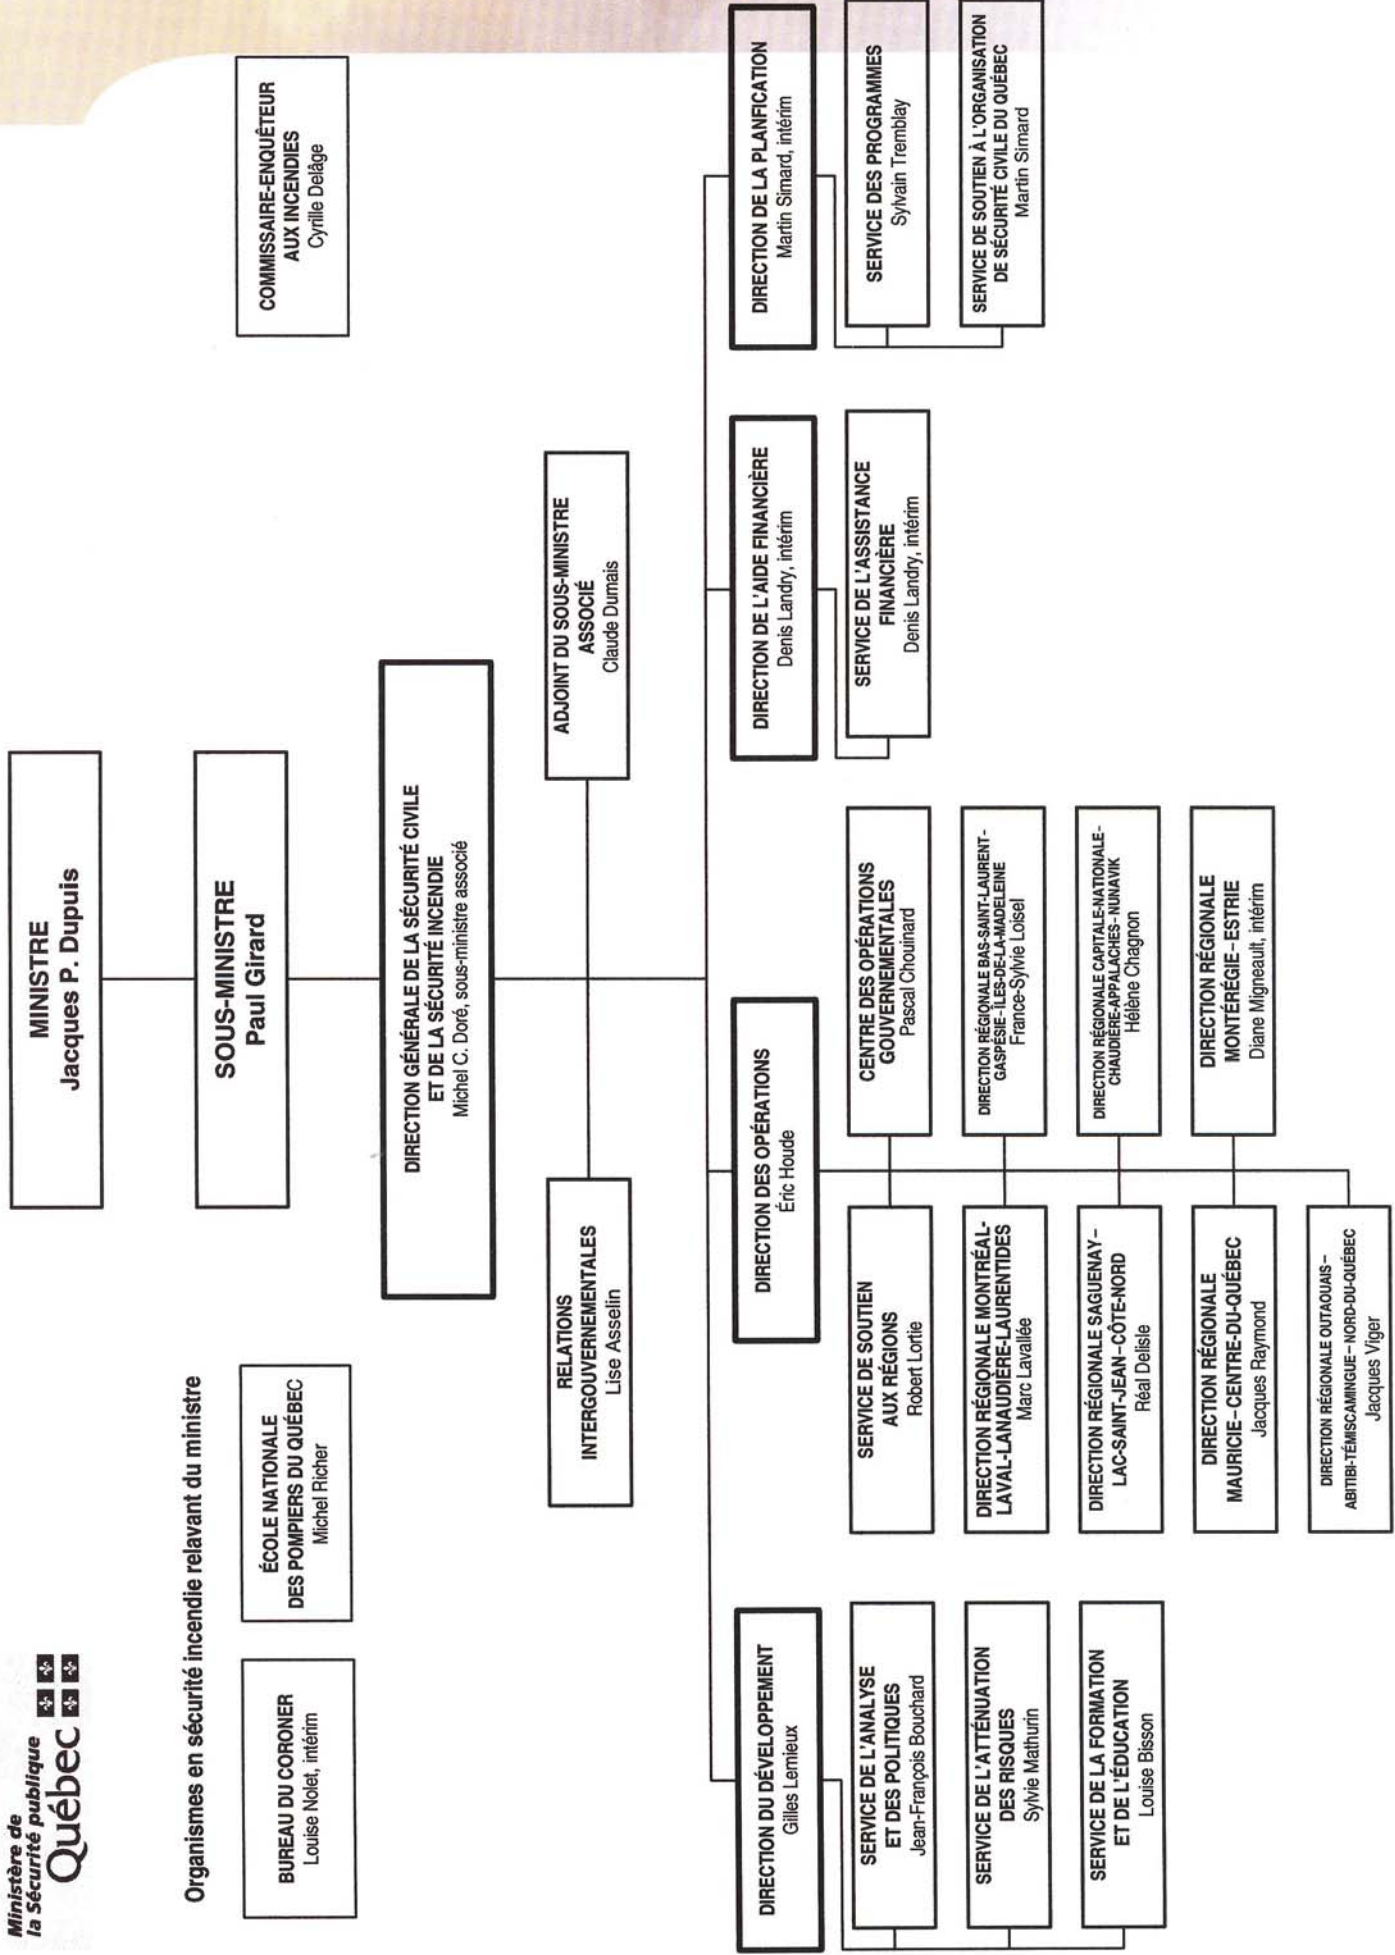 Ministère de
la Sécurité publique
Québec
MINISTRE
Jacques P. Dupuis
SOUS-MINISTRE
Paul Girard
Organismes en sécurité incendie relavant du ministre
BUREAU DU CORONER
Louise Nolet, intérim
ÉCOLE NATIONALE
DES POMPIERS DU QUÉBEC
Michel Richer
COMMISSAIRE-ENQUÊTEUR
AUX INCENDIES
Cyrille Delâge
DIRECTION GÉNÉRALE DE LA SÉCURITÉ CIVILE
ET DE LA SÉCURITÉ INCENDIE
Michel C. Doré, sous-ministre associé
RELATIONS
INTERGOUVERNEMENTALES
Lise Asselin
ADJOINT DU SOUS-MINISTRE
ASSOCIÉ
Claude Dumais
DIRECTION DU DÉVELOPPEMENT
Gilles Lemieux
SERVICE DE L'ANALYSE
ET DES POLITIQUES
Jean-François Bouchard
SERVICE DE L'ATTÉNUATION
DES RISQUES
Sylvie Mathurin
SERVICE DE LA FORMATION
ET DE L'ÉDUCATION
Louise Bisson
DIRECTION DES OPÉRATIONS
Éric Houde
SERVICE DE SOUTIEN
AUX RÉGIONS
Robert Lortie
CENTRE DES OPÉRATIONS
GOUVERNEMENTALES
Pascal Chouinard
DIRECTION RÉGIONALE MONTRÉAL-
LAVAL-LANAUDIÈRE-LAURENTIDES
Marc Lavallée
DIRECTION RÉGIONALE BAS-SAINT-LAURENT-
GASPÉSIE–ÎLES-DE-LA-MADELEINE
France-Sylvie Loisel
DIRECTION RÉGIONALE SAGUENAY–
LAC-SAINT-JEAN–CÔTE-NORD
Réal Delisle
DIRECTION RÉGIONALE CAPITALE-NATIONALE–
CHAUDIÈRE-APPALACHES–NUNAVIK
Hélène Chagnon
DIRECTION RÉGIONALE
MAURICIE–CENTRE-DU-QUÉBEC
Jacques Raymond
DIRECTION RÉGIONALE
MONTÉRÉGIE–ESTRIE
Diane Migneault, intérim
DIRECTION RÉGIONALE OUTAOUAIS–
ABITIBI-TÉMISCAMINGUE–NORD-DU-QUÉBEC
Jacques Viger
DIRECTION DE L'AIDE FINANCIÈRE
Denis Landry, intérim
SERVICE DE L'ASSISTANCE
FINANCIÈRE
Denis Landry, intérim
DIRECTION DE LA PLANFICATION
Martin Simard, intérim
SERVICE DES PROGRAMMES
Sylvain Tremblay
SERVICE DE SOUTIEN À L'ORGANISATION
DE SÉCURITÉ CIVILE DU QUÉBEC
Martin Simard